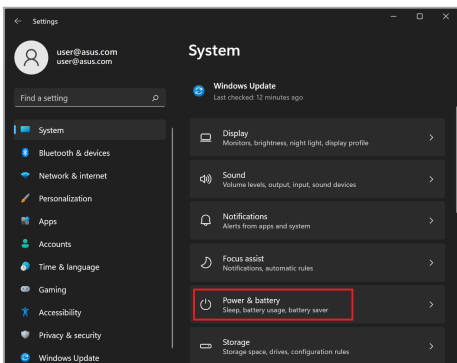 Settings
user@asus.com
user@asus.com
Find a setting
System
Bluetooth & devices
Network & internet
Personalization
Apps
Accounts
Time & language
Gaming
Accessibility
Privacy & security
Windows Update
System
Windows Update
Last checked: 12 minutes ago
Display
Monitors, brightness, night light, display profile
Sound
Volume levels, output, input, sound devices
Notifications
Alerts from apps and system
Focus assist
Notifications, automatic rules
Power & battery
Sleep, battery usage, battery saver
Storage
Storage space, drives, configuration rules